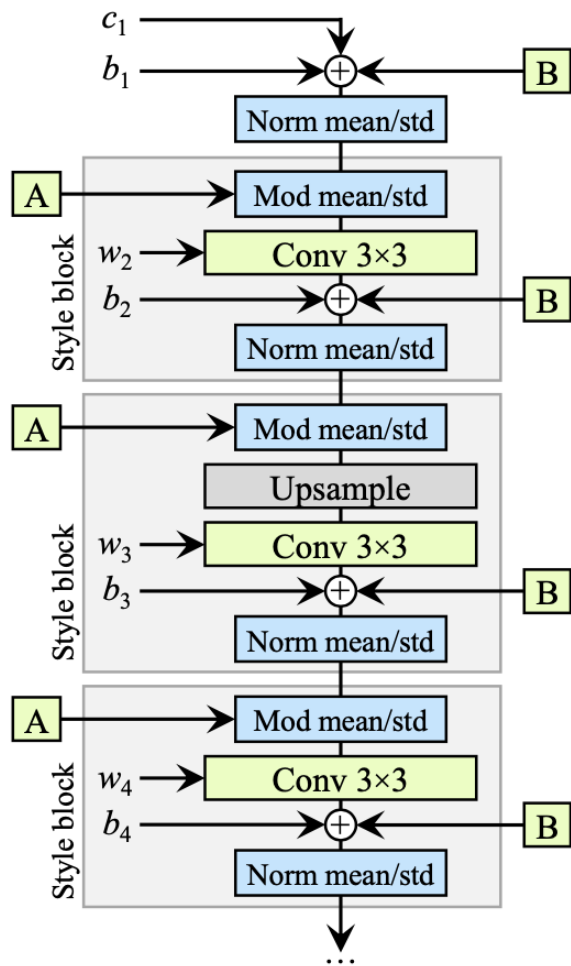 c₁
b₁ + B
Norm mean/std
A Mod mean/std
w₂ Conv 3×3
b₂ + B
Norm mean/std
Style block
A Mod mean/std
Upsample
w₃ Conv 3×3
b₃ + B
Norm mean/std
Style block
A Mod mean/std
w₄ Conv 3×3
b₄ + B
Norm mean/std
Style block
...